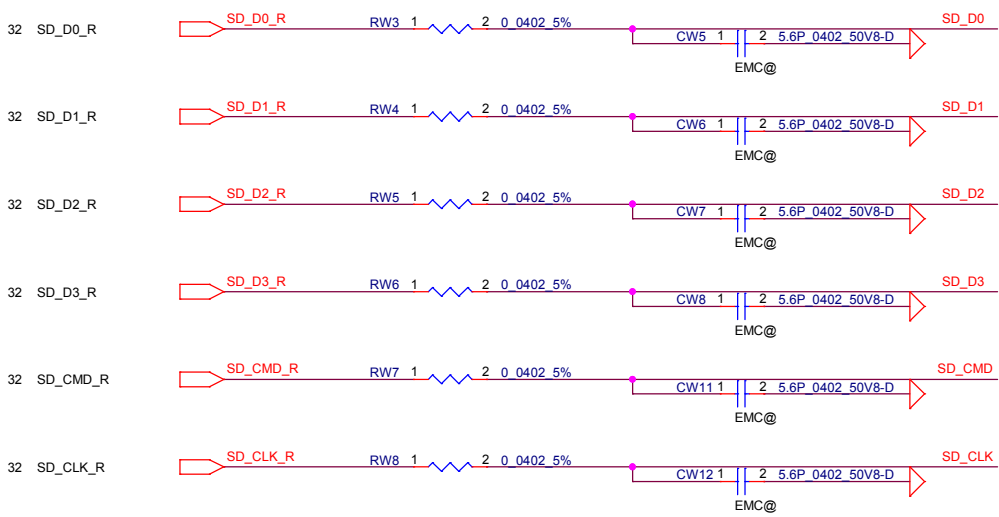 SD_D0_R SD_D0
32 SD_D0_R RW3 1 2 0_0402_5%
CW5 1 2 5.6P_0402_50V8-D
EMC@
SD_D1_R SD_D1
32 SD_D1_R RW4 1 2 0_0402_5%
CW6 1 2 5.6P_0402_50V8-D
EMC@
SD_D2_R SD_D2
32 SD_D2_R RW5 1 2 0_0402_5%
CW7 1 2 5.6P_0402_50V8-D
EMC@
SD_D3_R SD_D3
32 SD_D3_R RW6 1 2 0_0402_5%
CW8 1 2 5.6P_0402_50V8-D
EMC@
SD_CMD_R SD_CMD
32 SD_CMD_R RW7 1 2 0_0402_5%
CW11 1 2 5.6P_0402_50V8-D
EMC@
SD_CLK_R SD_CLK
32 SD_CLK_R RW8 1 2 0_0402_5%
CW12 1 2 5.6P_0402_50V8-D
EMC@